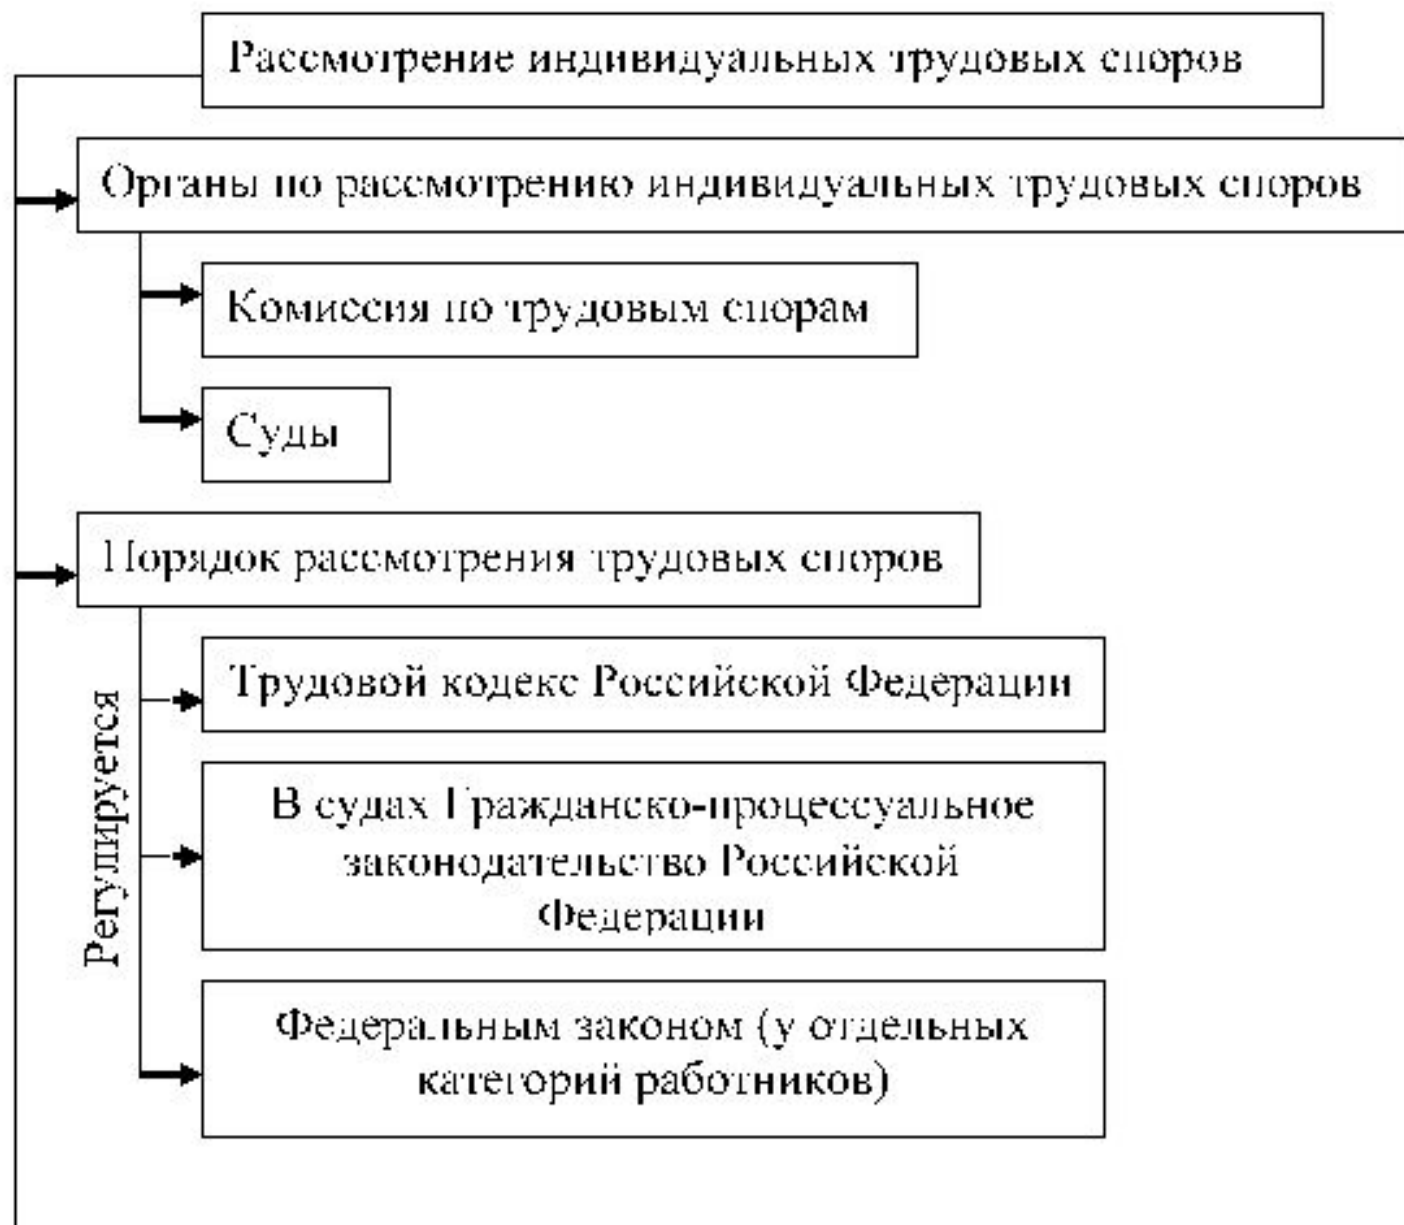 Рассмотрение индивидуальных трудовых споров
Органы по рассмотрению индивидуальных трудовых споров
Комиссия по трудовым спорам
Суды
Порядок рассмотрения трудовых споров
Регулируется
Трудовой кодекс Российской Федерации
В судах Гражданско-процессуальное
законодательство Российской
Федерации
Федеральным законом (у отдельных
категорий работников)